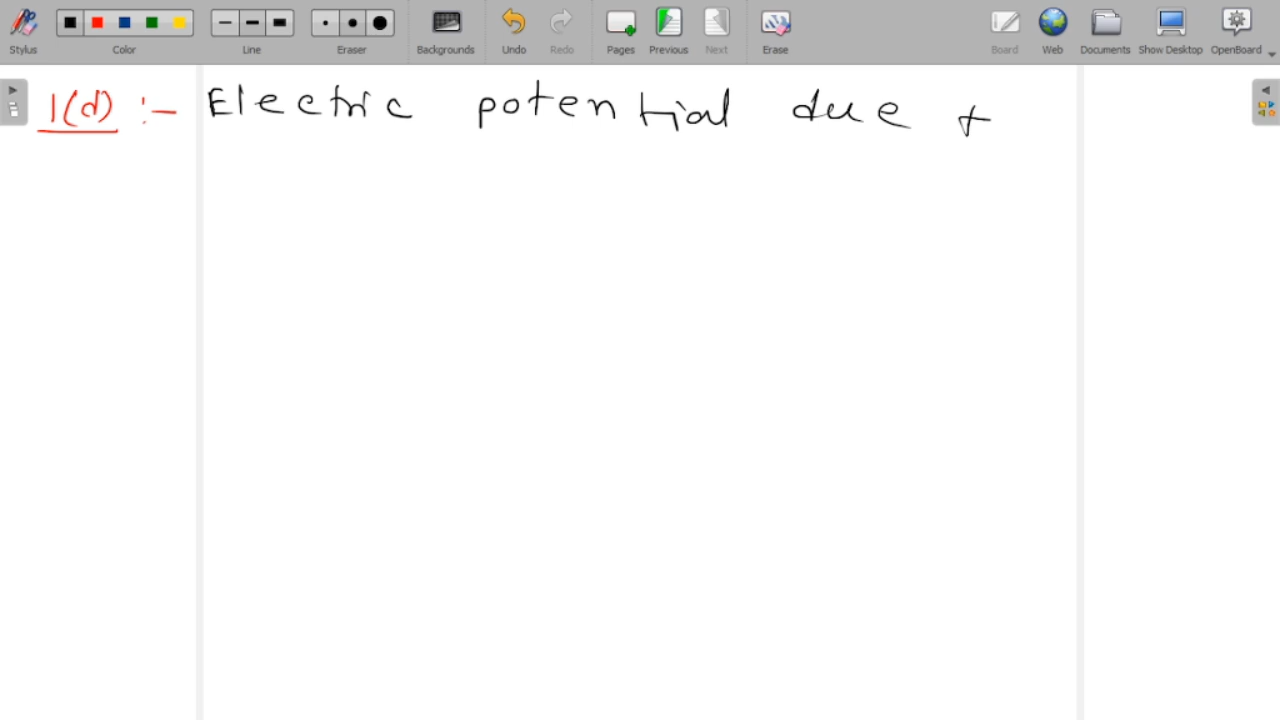 Stylus Color Line Eraser Backgrounds Undo Redo Pages Previous Next Erase Board Web Documents Show Desktop OpenBoard
1(d) :- Electric potential due t